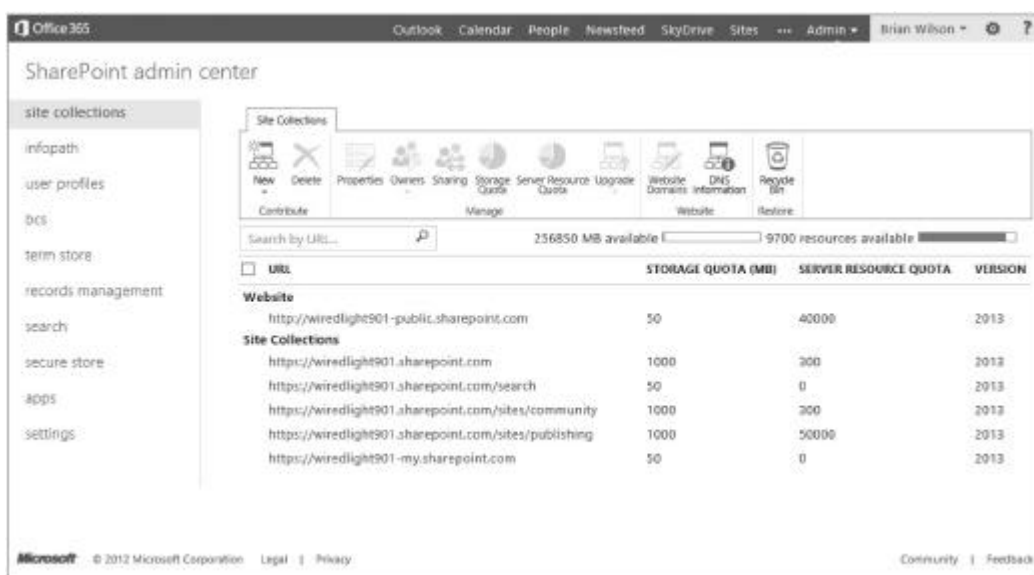 Office 365 Outlook Calendar People Newsfeed SkyDrive Sites ••• Admin Brian Wilson ?
SharePoint admin center
site collections
infopath
user profiles
bcs
term store
records management
search
secure store
apps
settings
Site Collections
New Delete Properties Owners Sharing Storage Quota Server Resource Quota Upgrade Website Domains DNS Information Recycle Bin
Contribute Manage Website Restore
Search by URL... 256850 MB available 9700 resources available
URL STORAGE QUOTA (MB) SERVER RESOURCE QUOTA VERSION
Website
http://wiredlight901-public.sharepoint.com 50 40000 2013
Site Collections
https://wiredlight901.sharepoint.com 1000 300 2013
https://wiredlight901.sharepoint.com/search 50 0 2013
https://wiredlight901.sharepoint.com/sites/community 1000 300 2013
https://wiredlight901.sharepoint.com/sites/publishing 1000 50000 2013
https://wiredlight901-my.sharepoint.com 50 0 2013
Microsoft © 2012 Microsoft Corporation Legal | Privacy Community | Feedback